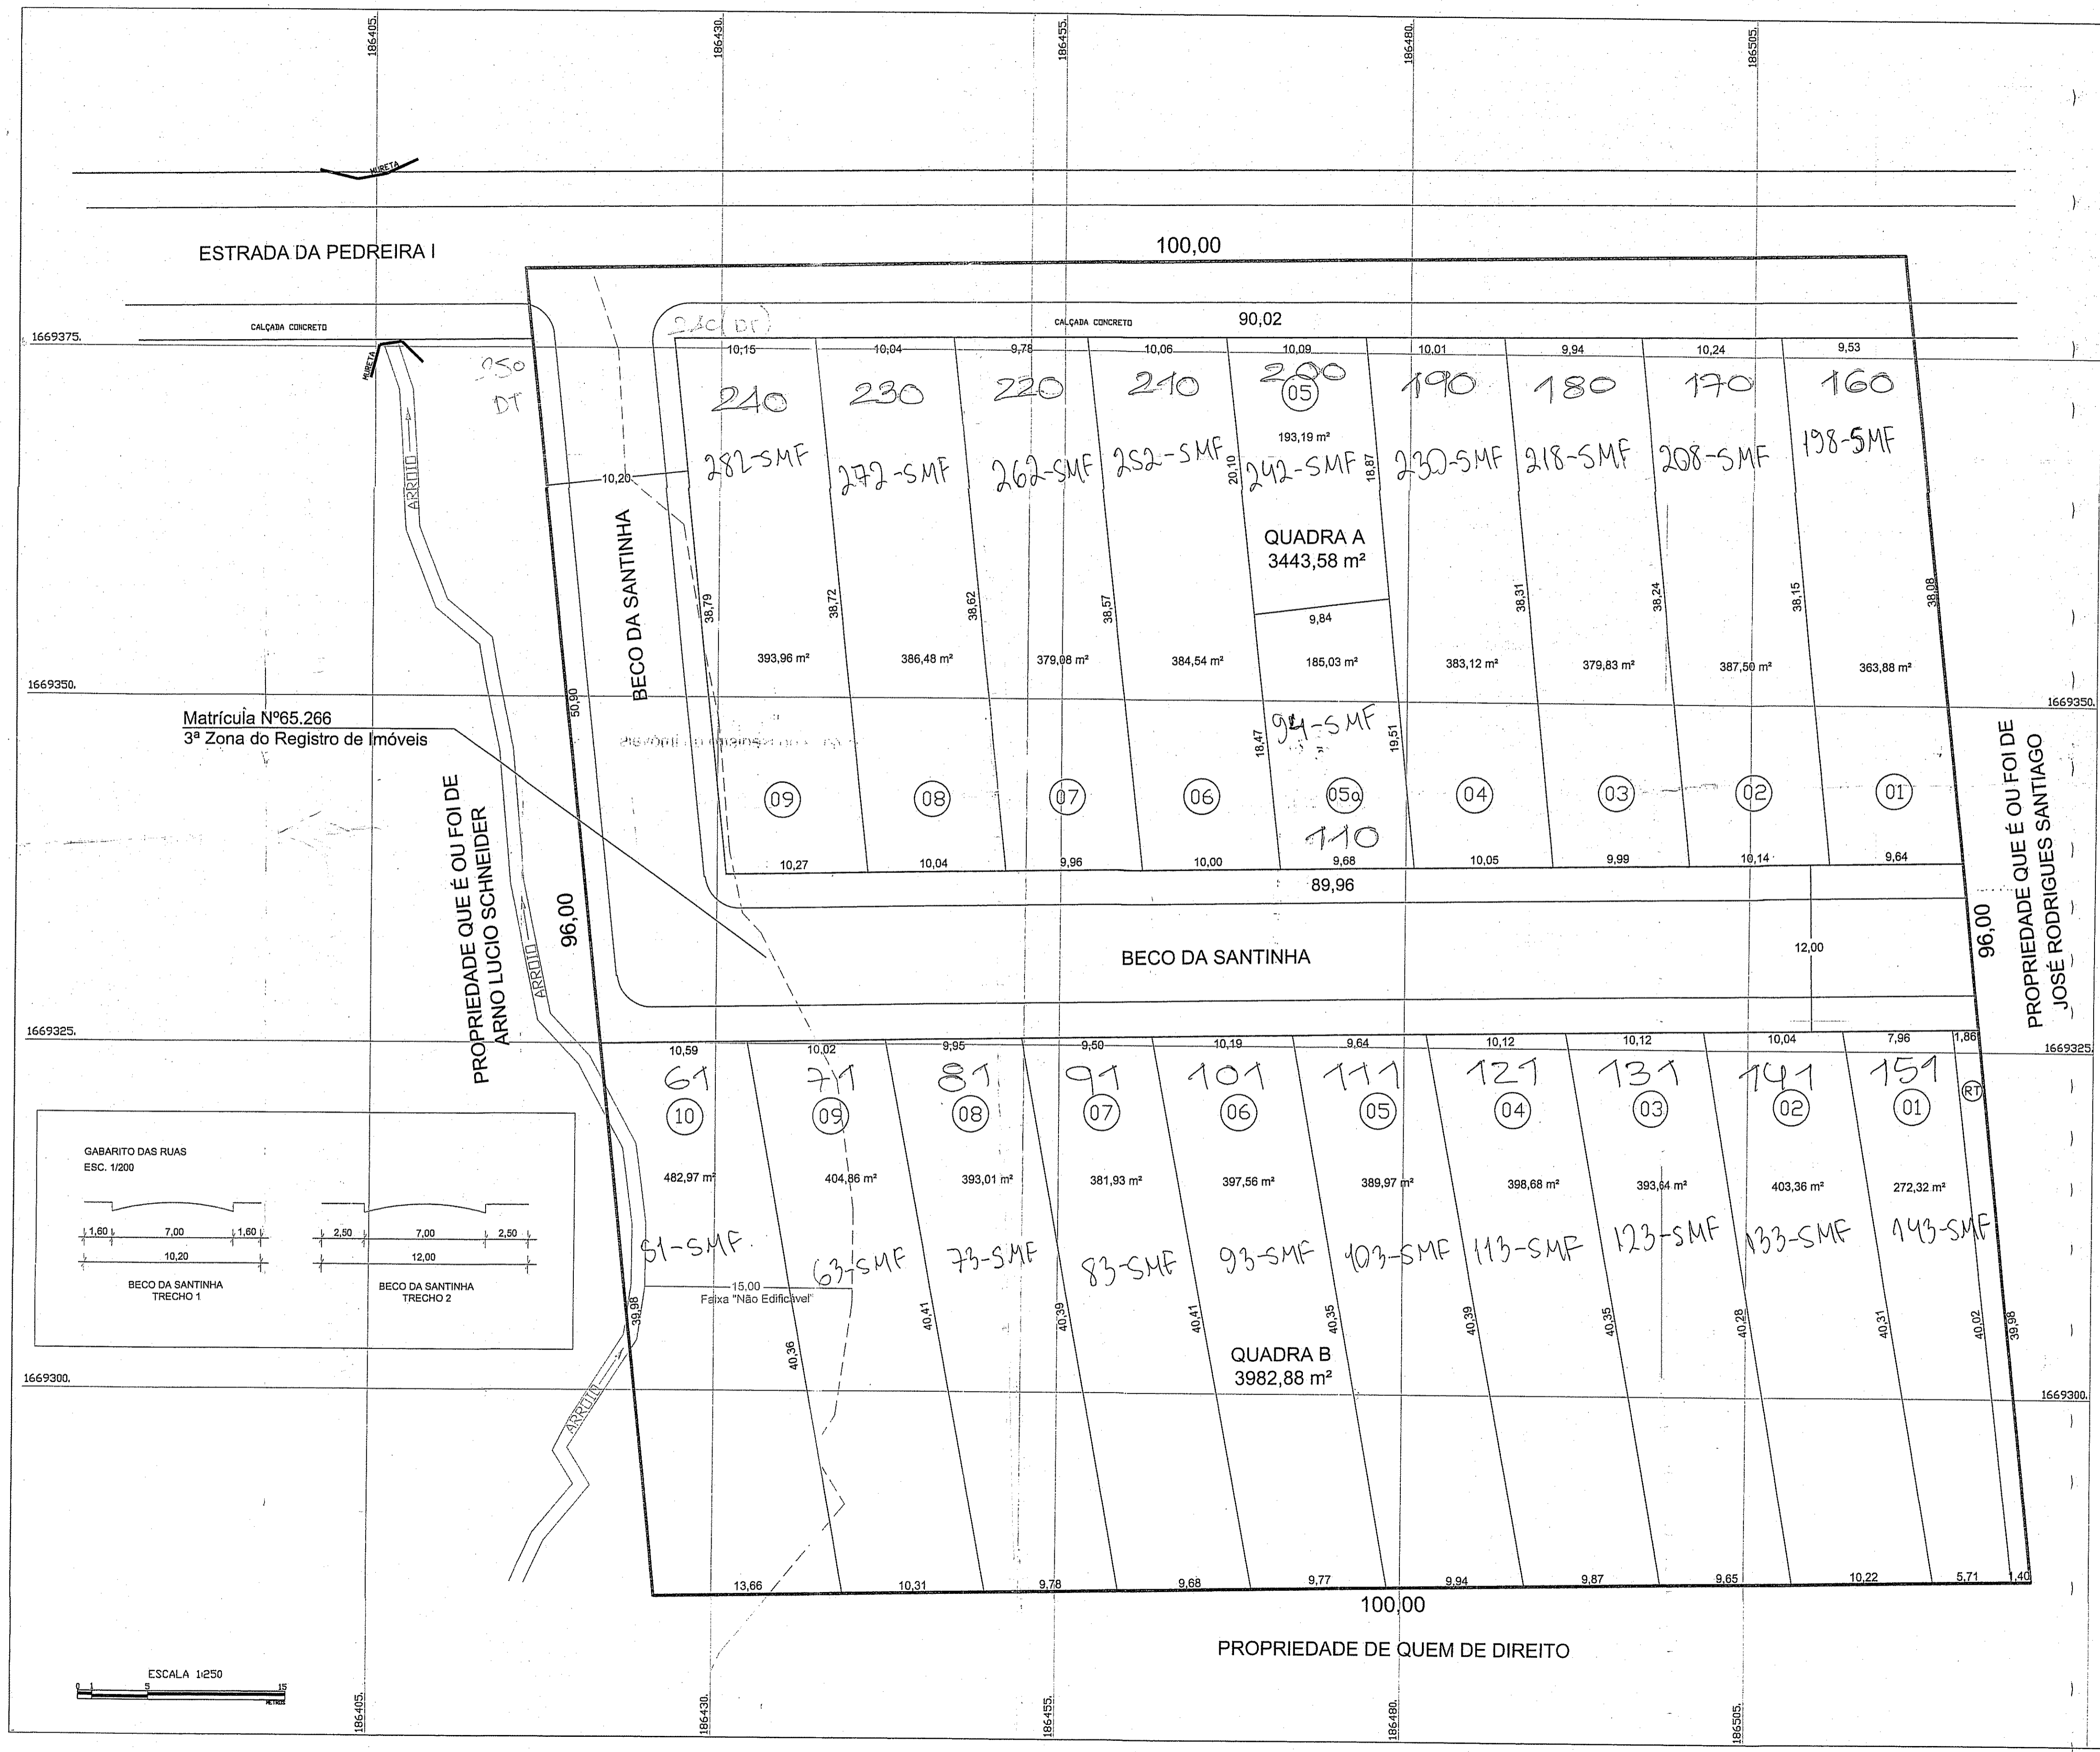 186405.
186430.
186455.
186480.
186505.
MURETA
ESTRADA DA PEDREIRA I
100,00
CALÇADA CONCRETO
CALÇADA CONCRETO
90,02
1669375.
MURETA
250
DT
10,15
10,04
9,78
10,06
10,09
10,01
9,94
10,24
9,53
240
230
220
210
200
190
180
170
160
05
193,19 m²
282-SMF
272-SMF
262-SMF
252-SMF
242-SMF
230-SMF
218-SMF
208-SMF
198-SMF
20,10
18,87
10,20
ARROIO
BECO DA SANTINHA
QUADRA A
3443,58 m²
38,79
38,72
38,62
38,57
9,84
38,31
38,24
38,15
38,08
393,96 m²
386,48 m²
379,08 m²
384,54 m²
185,03 m²
383,12 m²
379,83 m²
387,50 m²
363,88 m²
1669350.
1669350.
50,90
Matrícula Nº65.266
3ª Zona do Registro de Imóveis
94-SMF
18,47
19,51
09
08
07
06
05a
04
03
02
01
110
10,27
10,04
9,96
10,00
9,68
10,05
9,99
10,14
9,64
89,96
PROPRIEDADE QUE É OU FOI DE
ARNO LUCIO SCHNEIDER
96,00
ARROIO
BECO DA SANTINHA
12,00
96,00
PROPRIEDADE QUE É OU FOI DE
JOSÉ RODRIGUES SANTIAGO
1669325.
1669325.
10,59
10,02
9,95
9,50
10,19
9,64
10,12
10,12
10,04
7,96
1,86
61
71
81
91
101
111
121
131
141
151
10
09
08
07
06
05
04
03
02
01
RT
482,97 m²
404,86 m²
393,01 m²
381,93 m²
397,56 m²
389,97 m²
398,68 m²
393,64 m²
403,36 m²
272,32 m²
51-SMF.
63-SMF
73-SMF
83-SMF
93-SMF
103-SMF
113-SMF
123-SMF
133-SMF
143-SMF
15,00
Faixa "Não Edificável"
39,98
40,36
40,41
40,39
40,41
40,35
40,39
40,35
40,28
40,31
40,02
39,98
QUADRA B
3982,88 m²
GABARITO DAS RUAS
ESC. 1/200
1,60
7,00
1,60
10,20
BECO DA SANTINHA
TRECHO 1
2,50
7,00
2,50
12,00
BECO DA SANTINHA
TRECHO 2
1669300.
1669300.
ARROIO
13,66
10,31
9,78
9,68
9,77
9,94
9,87
9,65
10,22
5,71
1,40
100,00
PROPRIEDADE DE QUEM DE DIREITO
ESCALA 1:250
0 1 5 15
METROS
186405.
186430.
186455.
186480.
186505.